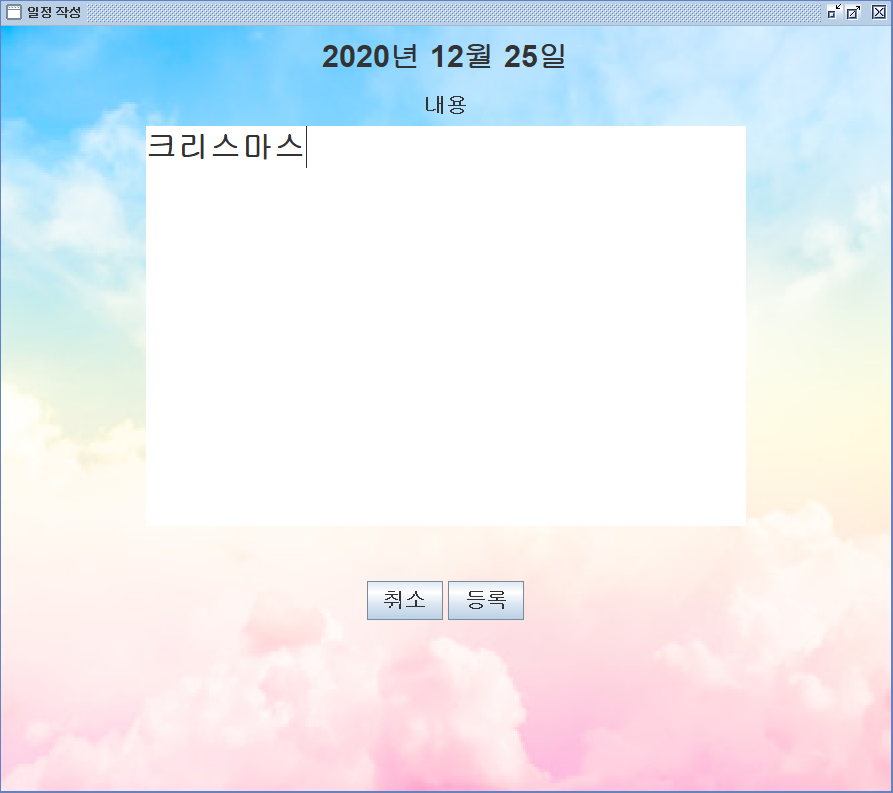 일정 작성
2020년 12월 25일
내용
크리스마스
취소 등록